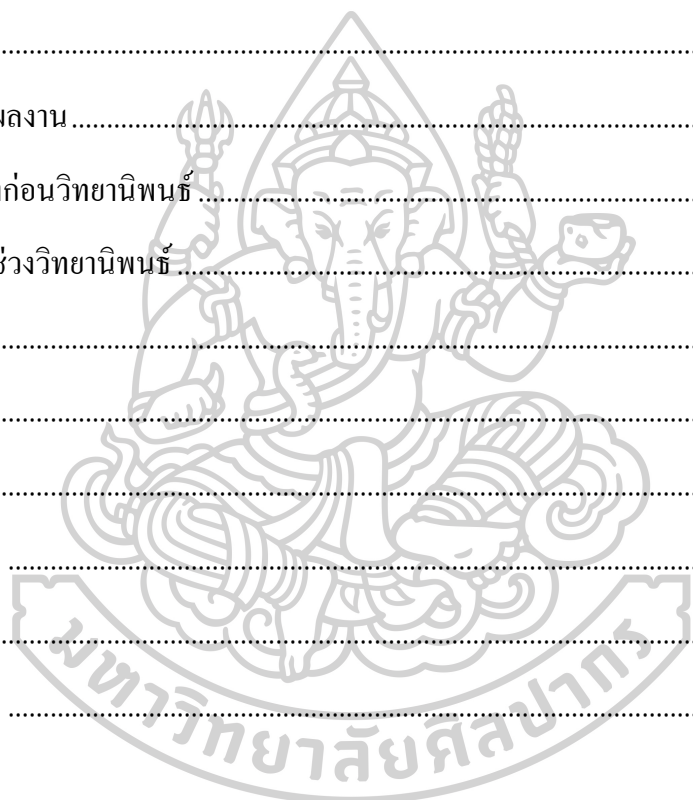 ................................................................................................
ผลงาน................................................................................
ก่อนวิทยานิพนธ์................................................................
ช่วงวิทยานิพนธ์................................................................
................................................................................................
................................................................................................
................................................................................................
................................................................................................
................................................................................................
................................................................................................
มหาวิทยาลัยศิลปากร